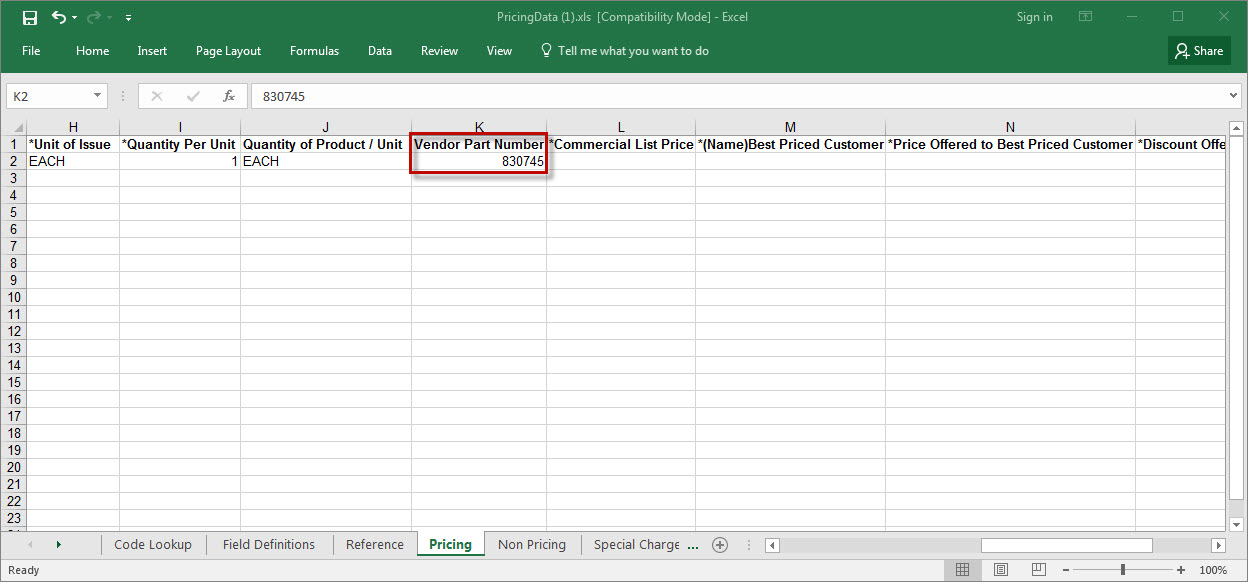 PricingData (1).xls [Compatibility Mode] - Excel
Sign in
File Home Insert Page Layout Formulas Data Review View Tell me what you want to do Share
K2 fx 830745
H I J K L M N
1 *Unit of Issue *Quantity Per Unit Quantity of Product / Unit Vendor Part Number *Commercial List Price *(Name)Best Priced Customer *Price Offered to Best Priced Customer *Discount Offe
2 EACH 1 EACH 830745
3
4
5
6
7
8
9
10
11
12
13
14
15
16
17
18
19
20
21
22
23
Code Lookup Field Definitions Reference Pricing Non Pricing Special Charge ...
Ready 100%